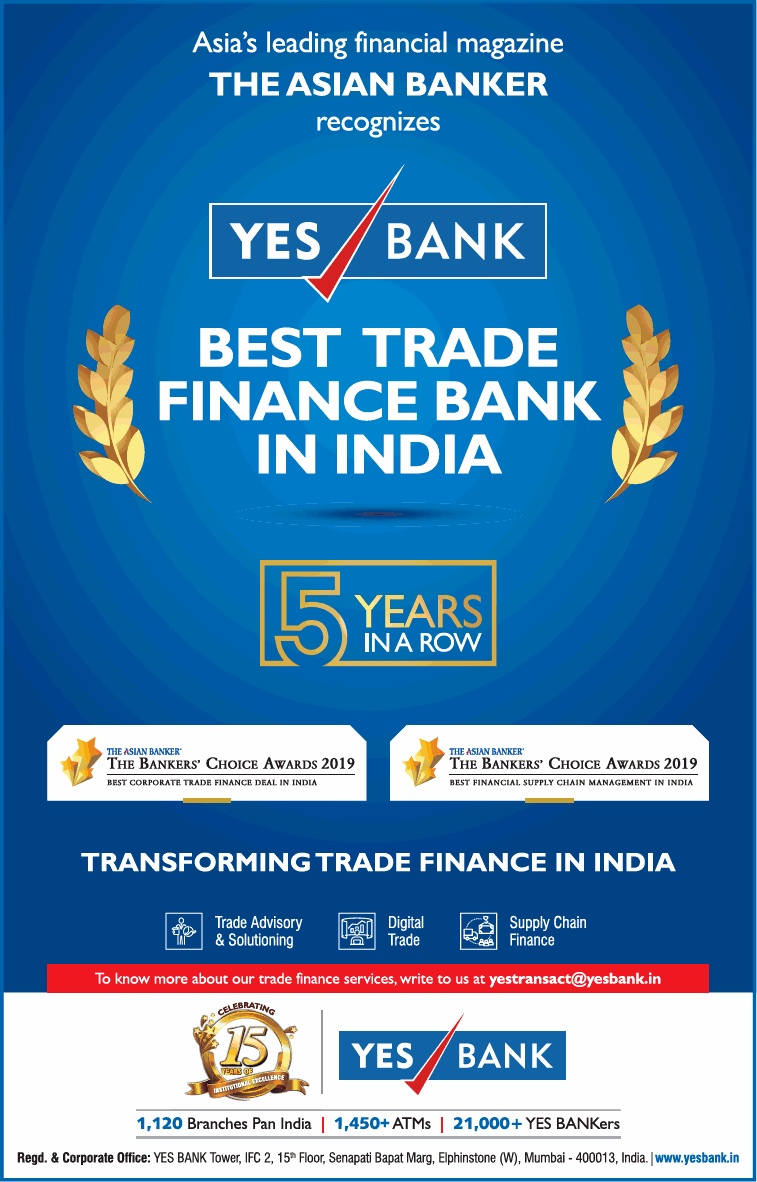 Asia's leading financial magazine
THE ASIAN BANKER
recognizes
YES BANK
BEST TRADE
FINANCE BANK
IN INDIA
5 YEARS
IN A ROW
THE ASIAN BANKER®
THE BANKERS' CHOICE AWARDS 2019
BEST CORPORATE TRADE FINANCE DEAL IN INDIA
THE ASIAN BANKER®
THE BANKERS' CHOICE AWARDS 2019
BEST FINANCIAL SUPPLY CHAIN MANAGEMENT IN INDIA
TRANSFORMING TRADE FINANCE IN INDIA
Trade Advisory
& Solutioning
Digital
Trade
Supply Chain
Finance
To know more about our trade finance services, write to us at yestransact@yesbank.in
CELEBRATING
15
YEARS OF
INSTITUTIONAL EXCELLENCE
YES BANK
1,120 Branches Pan India | 1,450+ ATMs | 21,000+ YES BANKers
Regd. & Corporate Office: YES BANK Tower, IFC 2, 15th Floor, Senapati Bapat Marg, Elphinstone (W), Mumbai - 400013, India. | www.yesbank.in